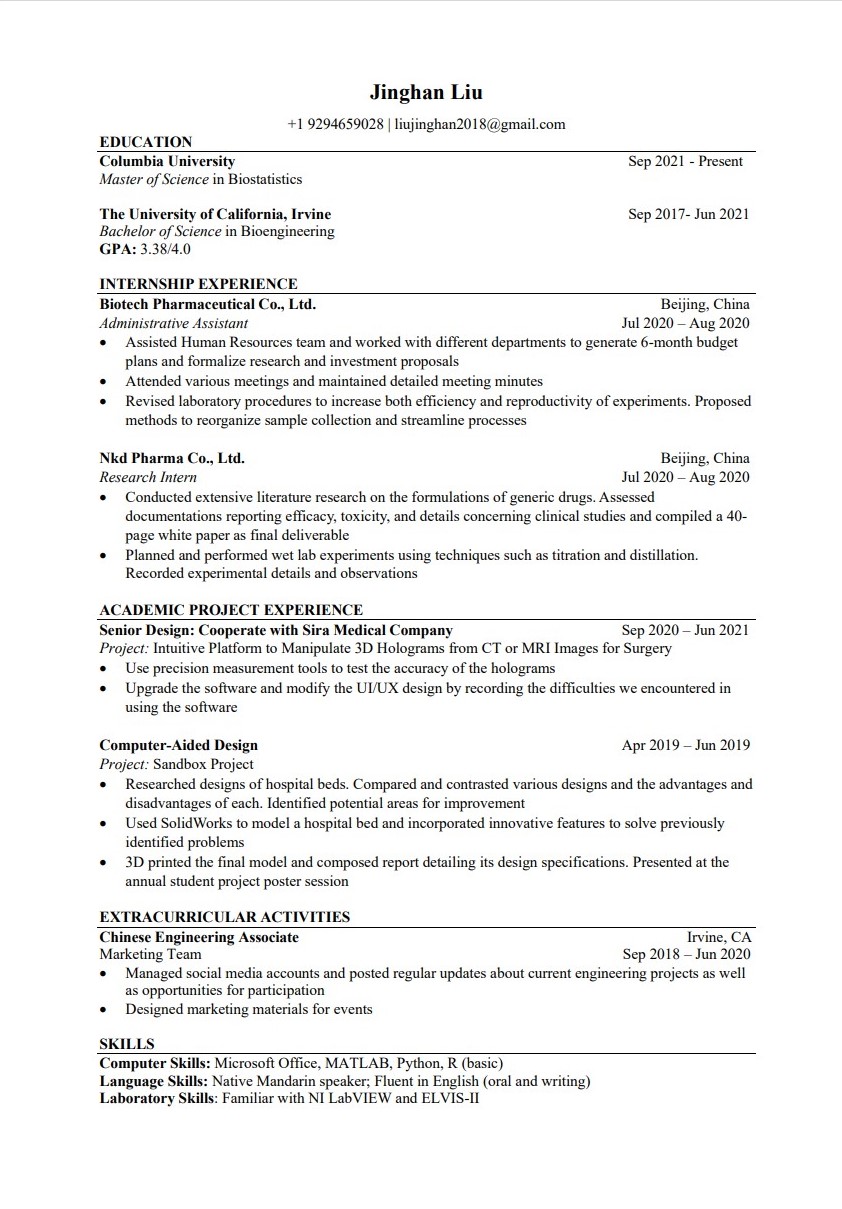 Jinghan Liu
+1 9294659028 | liujinghan2018@gmail.com
EDUCATION
Columbia University Sep 2021 - Present
Master of Science in Biostatistics
The University of California, Irvine Sep 2017- Jun 2021
Bachelor of Science in Bioengineering
GPA: 3.38/4.0
INTERNSHIP EXPERIENCE
Biotech Pharmaceutical Co., Ltd. Beijing, China
Administrative Assistant Jul 2020 – Aug 2020
• Assisted Human Resources team and worked with different departments to generate 6-month budget
plans and formalize research and investment proposals
• Attended various meetings and maintained detailed meeting minutes
• Revised laboratory procedures to increase both efficiency and reproductivity of experiments. Proposed
methods to reorganize sample collection and streamline processes
Nkd Pharma Co., Ltd. Beijing, China
Research Intern Jul 2020 – Aug 2020
• Conducted extensive literature research on the formulations of generic drugs. Assessed
documentations reporting efficacy, toxicity, and details concerning clinical studies and compiled a 40-
page white paper as final deliverable
• Planned and performed wet lab experiments using techniques such as titration and distillation.
Recorded experimental details and observations
ACADEMIC PROJECT EXPERIENCE
Senior Design: Cooperate with Sira Medical Company Sep 2020 – Jun 2021
Project: Intuitive Platform to Manipulate 3D Holograms from CT or MRI Images for Surgery
• Use precision measurement tools to test the accuracy of the holograms
• Upgrade the software and modify the UI/UX design by recording the difficulties we encountered in
using the software
Computer-Aided Design Apr 2019 – Jun 2019
Project: Sandbox Project
• Researched designs of hospital beds. Compared and contrasted various designs and the advantages and
disadvantages of each. Identified potential areas for improvement
• Used SolidWorks to model a hospital bed and incorporated innovative features to solve previously
identified problems
• 3D printed the final model and composed report detailing its design specifications. Presented at the
annual student project poster session
EXTRACURRICULAR ACTIVITIES
Chinese Engineering Associate Irvine, CA
Marketing Team Sep 2018 – Jun 2020
• Managed social media accounts and posted regular updates about current engineering projects as well
as opportunities for participation
• Designed marketing materials for events
SKILLS
Computer Skills: Microsoft Office, MATLAB, Python, R (basic)
Language Skills: Native Mandarin speaker; Fluent in English (oral and writing)
Laboratory Skills: Familiar with NI LabVIEW and ELVIS-II